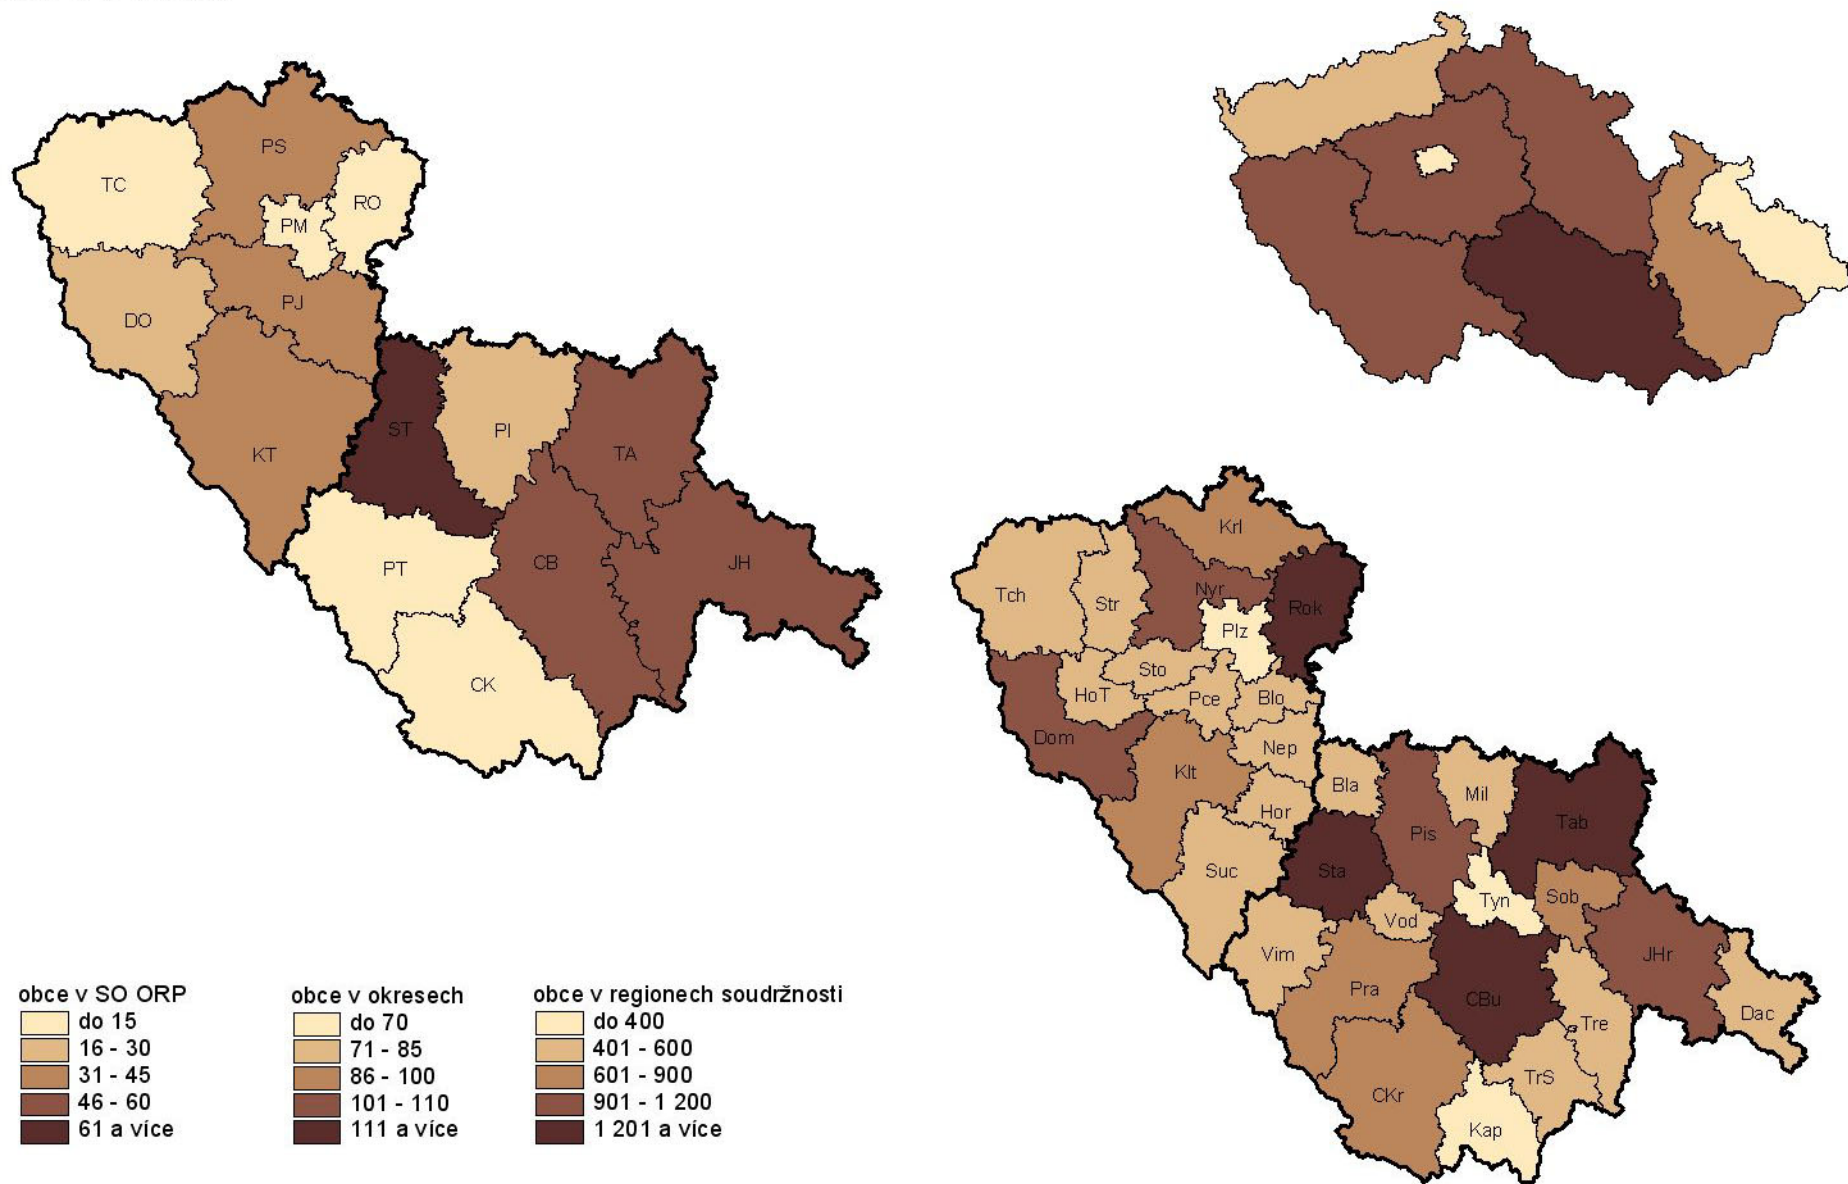 PS
TC
RO
PM
PJ
DO
ST
PI
TA
KT
PT
CB
JH
CK
Krl
Tch
Str
Nyr
Rok
Plz
Sto
HoT
Pce
Blo
Dom
Nep
Klt
Bla
Mil
Hor
Pis
Tab
Suc
Sta
Tyn
Sob
Vod
Vim
JHr
Pra
CBu
Tre
Dac
TrS
CKr
Kap
obce v SO ORP
do 15
16 - 30
31 - 45
46 - 60
61 a více
obce v okresech
do 70
71 - 85
86 - 100
101 - 110
111 a více
obce v regionech soudržnosti
do 400
401 - 600
601 - 900
901 - 1 200
1 201 a více